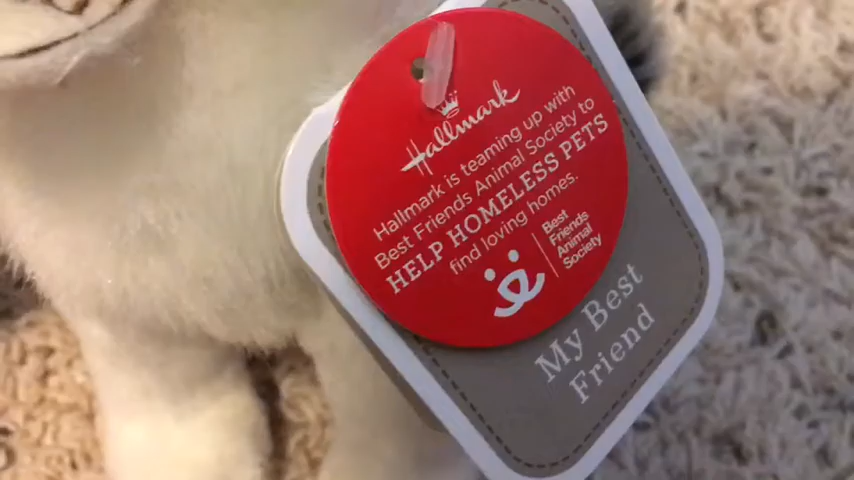 Hallmark
Hallmark is teaming up with
Best Friends Animal Society to
HELP HOMELESS PETS
find loving homes.
Best
Friends
Animal
Society
My Best
Friend